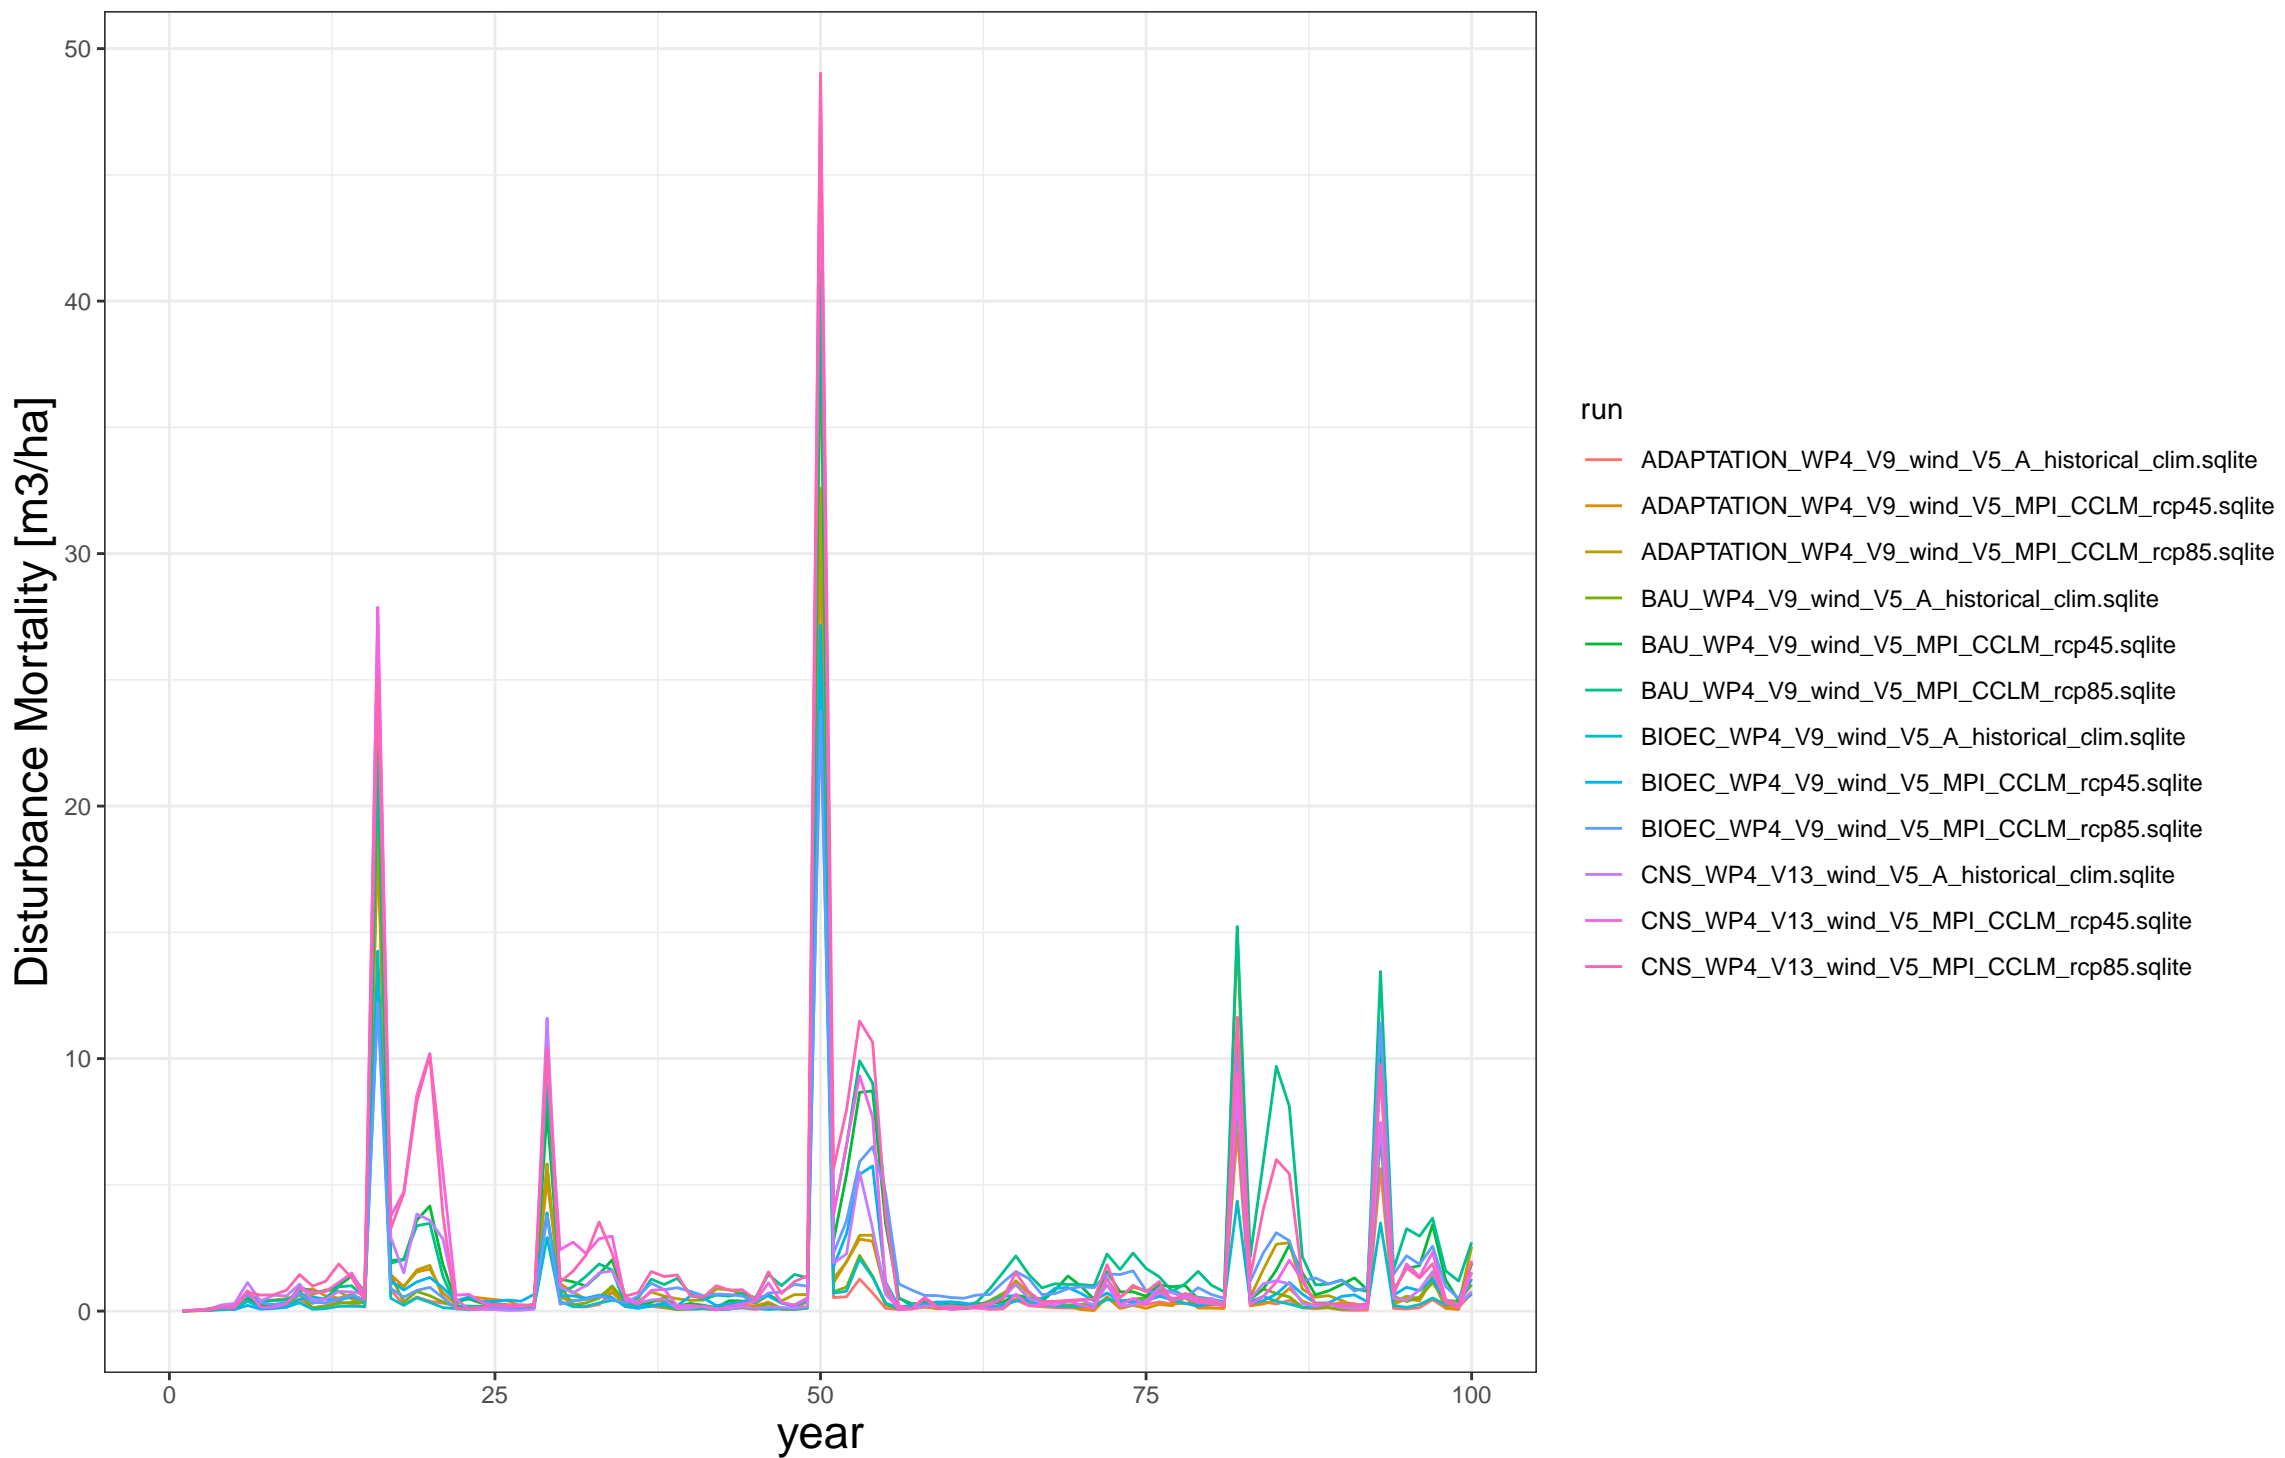 Disturbance Mortality [m3/ha]
50
40
30
20
10
0
0 25 50 75 100
year
run
ADAPTATION_WP4_V9_wind_V5_A_historical_clim.sqlite
ADAPTATION_WP4_V9_wind_V5_MPI_CCLM_rcp45.sqlite
ADAPTATION_WP4_V9_wind_V5_MPI_CCLM_rcp85.sqlite
BAU_WP4_V9_wind_V5_A_historical_clim.sqlite
BAU_WP4_V9_wind_V5_MPI_CCLM_rcp45.sqlite
BAU_WP4_V9_wind_V5_MPI_CCLM_rcp85.sqlite
BIOEC_WP4_V9_wind_V5_A_historical_clim.sqlite
BIOEC_WP4_V9_wind_V5_MPI_CCLM_rcp45.sqlite
BIOEC_WP4_V9_wind_V5_MPI_CCLM_rcp85.sqlite
CNS_WP4_V13_wind_V5_A_historical_clim.sqlite
CNS_WP4_V13_wind_V5_MPI_CCLM_rcp45.sqlite
CNS_WP4_V13_wind_V5_MPI_CCLM_rcp85.sqlite